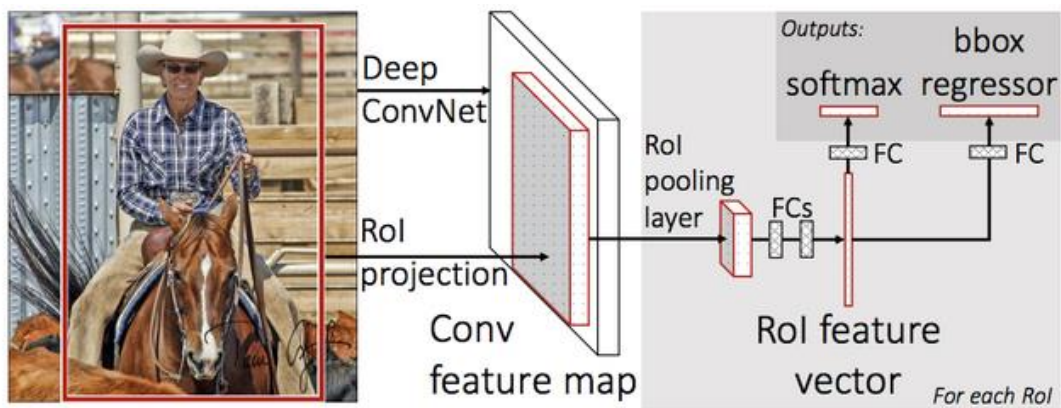 Deep
ConvNet
RoI
projection
Conv
feature map
RoI
pooling
layer
FCs
RoI feature
vector
For each RoI
Outputs:
softmax
bbox
regressor
FC
FC